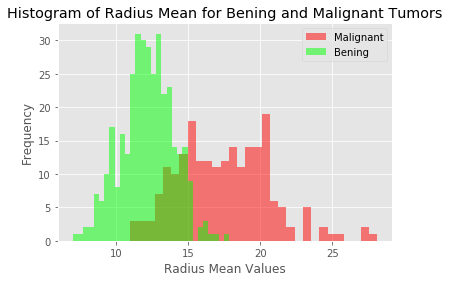 Histogram of Radius Mean for Bening and Malignant Tumors
Malignant
Bening
Frequency
30
25
20
15
10
5
0
10
15
20
25
Radius Mean Values